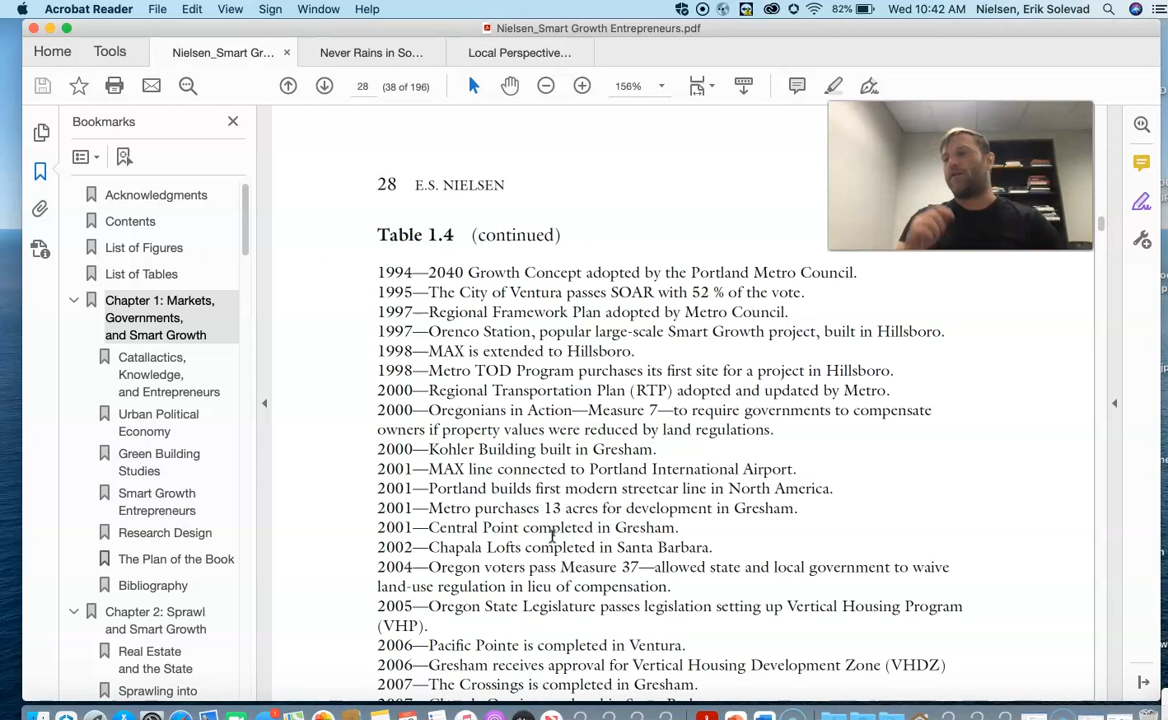 Acrobat Reader File Edit View Sign Window Help 82% Wed 10:42 AM Nielsen, Erik Solevad
Nielsen_Smart Growth Entrepreneurs.pdf
Home Tools Nielsen_Smart Gr... × Never Rains in So... Local Perspective...
28 (38 of 196) 156%
Bookmarks
Acknowledgments
Contents
List of Figures
List of Tables
Chapter 1: Markets,
Governments,
and Smart Growth
Catallactics,
Knowledge,
and Entrepreneurs
Urban Political
Economy
Green Building
Studies
Smart Growth
Entrepreneurs
Research Design
The Plan of the Book
Bibliography
Chapter 2: Sprawl
and Smart Growth
Real Estate
and the State
Sprawling into
28 E.S. NIELSEN
Table 1.4 (continued)
1994—2040 Growth Concept adopted by the Portland Metro Council.
1995—The City of Ventura passes SOAR with 52 % of the vote.
1997—Regional Framework Plan adopted by Metro Council.
1997—Orenco Station, popular large-scale Smart Growth project, built in Hillsboro.
1998—MAX is extended to Hillsboro.
1998—Metro TOD Program purchases its first site for a project in Hillsboro.
2000—Regional Transportation Plan (RTP) adopted and updated by Metro.
2000—Oregonians in Action—Measure 7—to require governments to compensate
owners if property values were reduced by land regulations.
2000—Kohler Building built in Gresham.
2001—MAX line connected to Portland International Airport.
2001—Portland builds first modern streetcar line in North America.
2001—Metro purchases 13 acres for development in Gresham.
2001—Central Point completed in Gresham.
2002—Chapala Lofts completed in Santa Barbara.
2004—Oregon voters pass Measure 37—allowed state and local government to waive
land-use regulation in lieu of compensation.
2005—Oregon State Legislature passes legislation setting up Vertical Housing Program
(VHP).
2006—Pacific Pointe is completed in Ventura.
2006—Gresham receives approval for Vertical Housing Development Zone (VHDZ)
2007—The Crossings is completed in Gresham.